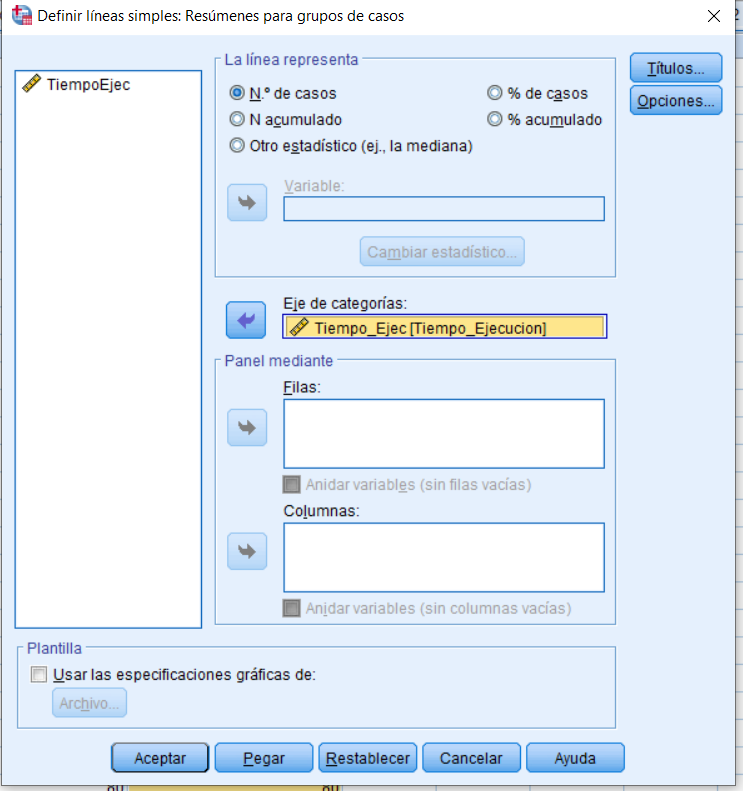 Definir líneas simples: Resúmenes para grupos de casos
TiempoEjec
La línea representa
N.º de casos
% de casos
N acumulado
% acumulado
Otro estadístico (ej., la mediana)
Variable:
Cambiar estadístico...
Títulos...
Opciones...
Eje de categorías:
Tiempo_Ejec [Tiempo_Ejecucion]
Panel mediante
Filas:
Anidar variables (sin filas vacías)
Columnas:
Anidar variables (sin columnas vacías)
Plantilla
Usar las especificaciones gráficas de:
Archivo...
Aceptar
Pegar
Restablecer
Cancelar
Ayuda